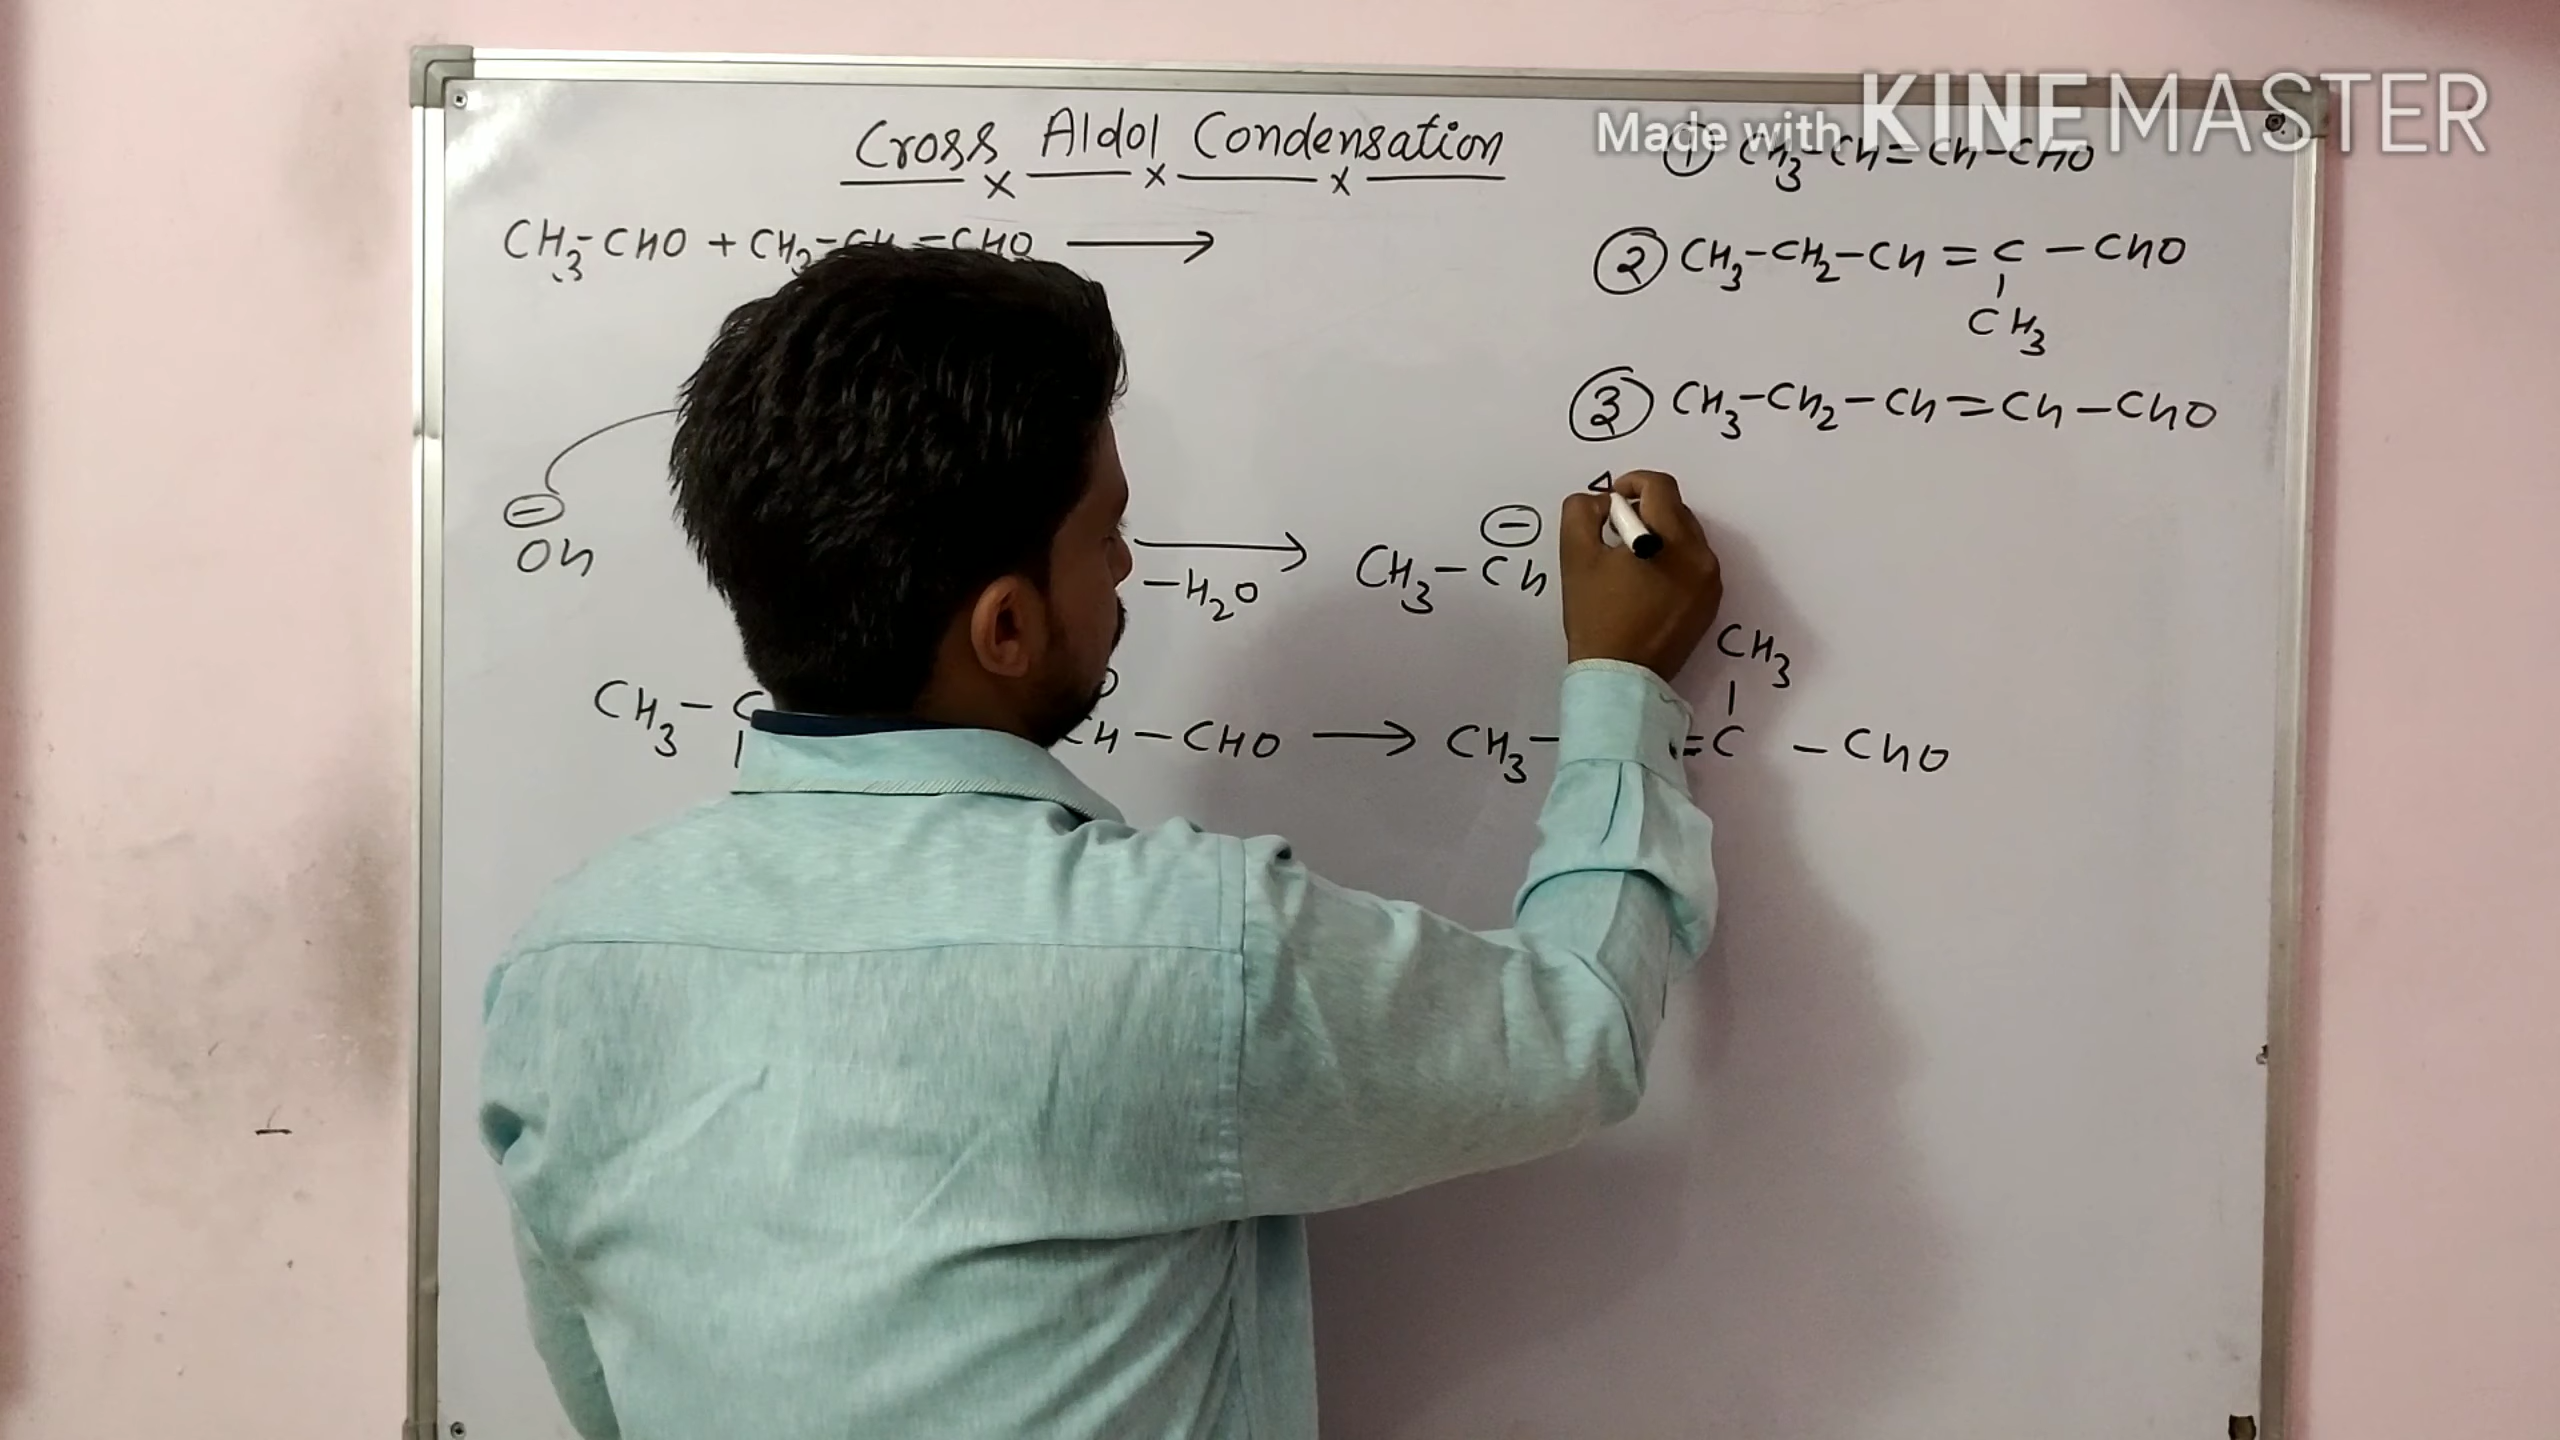 Made with KINEMASTER
Cross Aldol Condensation
CH3-CHO + CH3-CH2-CHO ⟶
① CH3-CH=CH-CHO
② CH3-CH2-CH=C-CHO
CH3
③ CH3-CH2-CH=CH-CHO
⊖
OH
-H2O
⊖
CH3-CH
4
CH3
CH3-C
O
CH-CHO ⟶ CH3-
=C -CHO